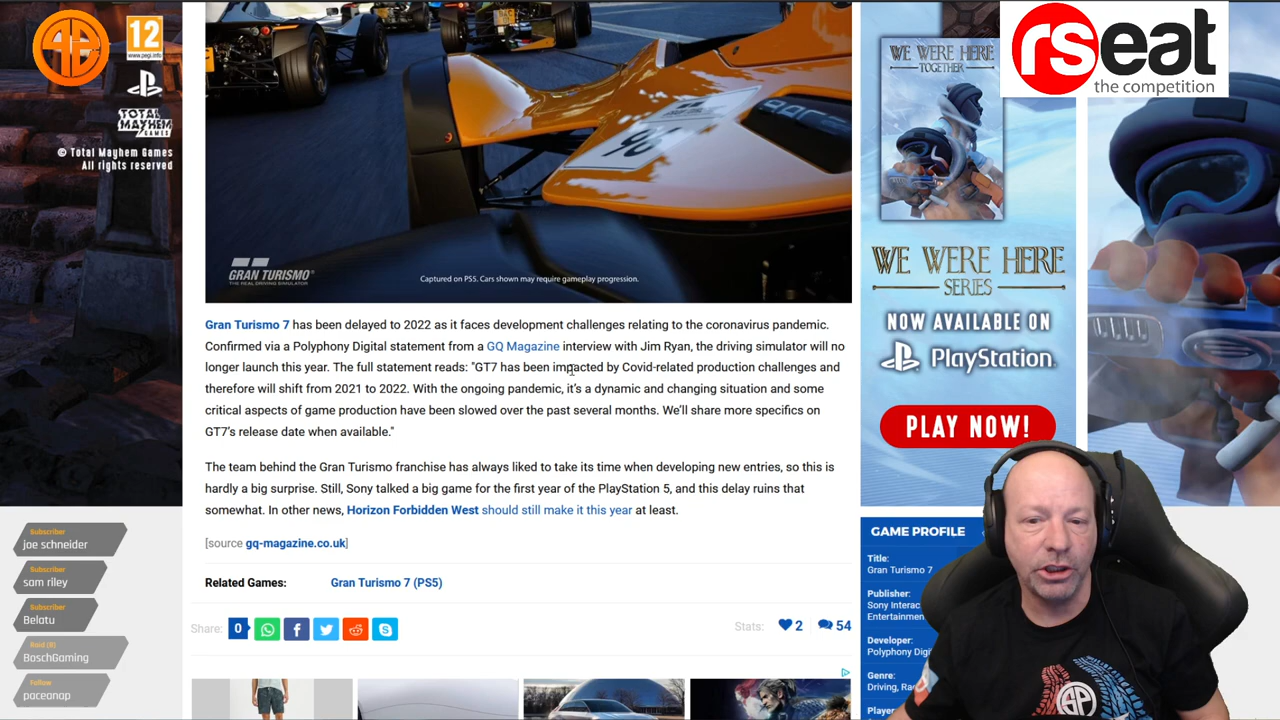 12
www.pegi.info
TOTAL
MAYHEM
GAMES
© Total Mayhem Games
All rights reserved
WE WERE HERE
TOGETHER
rseat
the competition
96
GRAN TURISMO
THE REAL DRIVING SIMULATOR
Captured on PS5. Cars shown may require gameplay progression.
WE WERE HERE
SERIES
NOW AVAILABLE ON
PlayStation
PLAY NOW!
Gran Turismo 7 has been delayed to 2022 as it faces development challenges relating to the coronavirus pandemic.
Confirmed via a Polyphony Digital statement from a GQ Magazine interview with Jim Ryan, the driving simulator will no
longer launch this year. The full statement reads: "GT7 has been impacted by Covid-related production challenges and
therefore will shift from 2021 to 2022. With the ongoing pandemic, it's a dynamic and changing situation and some
critical aspects of game production have been slowed over the past several months. We'll share more specifics on
GT7's release date when available."
The team behind the Gran Turismo franchise has always liked to take its time when developing new entries, so this is
hardly a big surprise. Still, Sony talked a big game for the first year of the PlayStation 5, and this delay ruins that
somewhat. In other news, Horizon Forbidden West should still make it this year at least.
[source gq-magazine.co.uk]
Related Games: Gran Turismo 7 (PS5)
Share: 0
Stats: 2 54
GAME PROFILE
Title:
Gran Turismo 7
Publisher:
Sony Interac
Entertainmen
Developer:
Polyphony Digi
Genre:
Driving, Ra
Player
Subscriber
joe schneider
Subscriber
sam riley
Subscriber
Belatu
Raid (8)
BoschGaming
Follow
paceanap